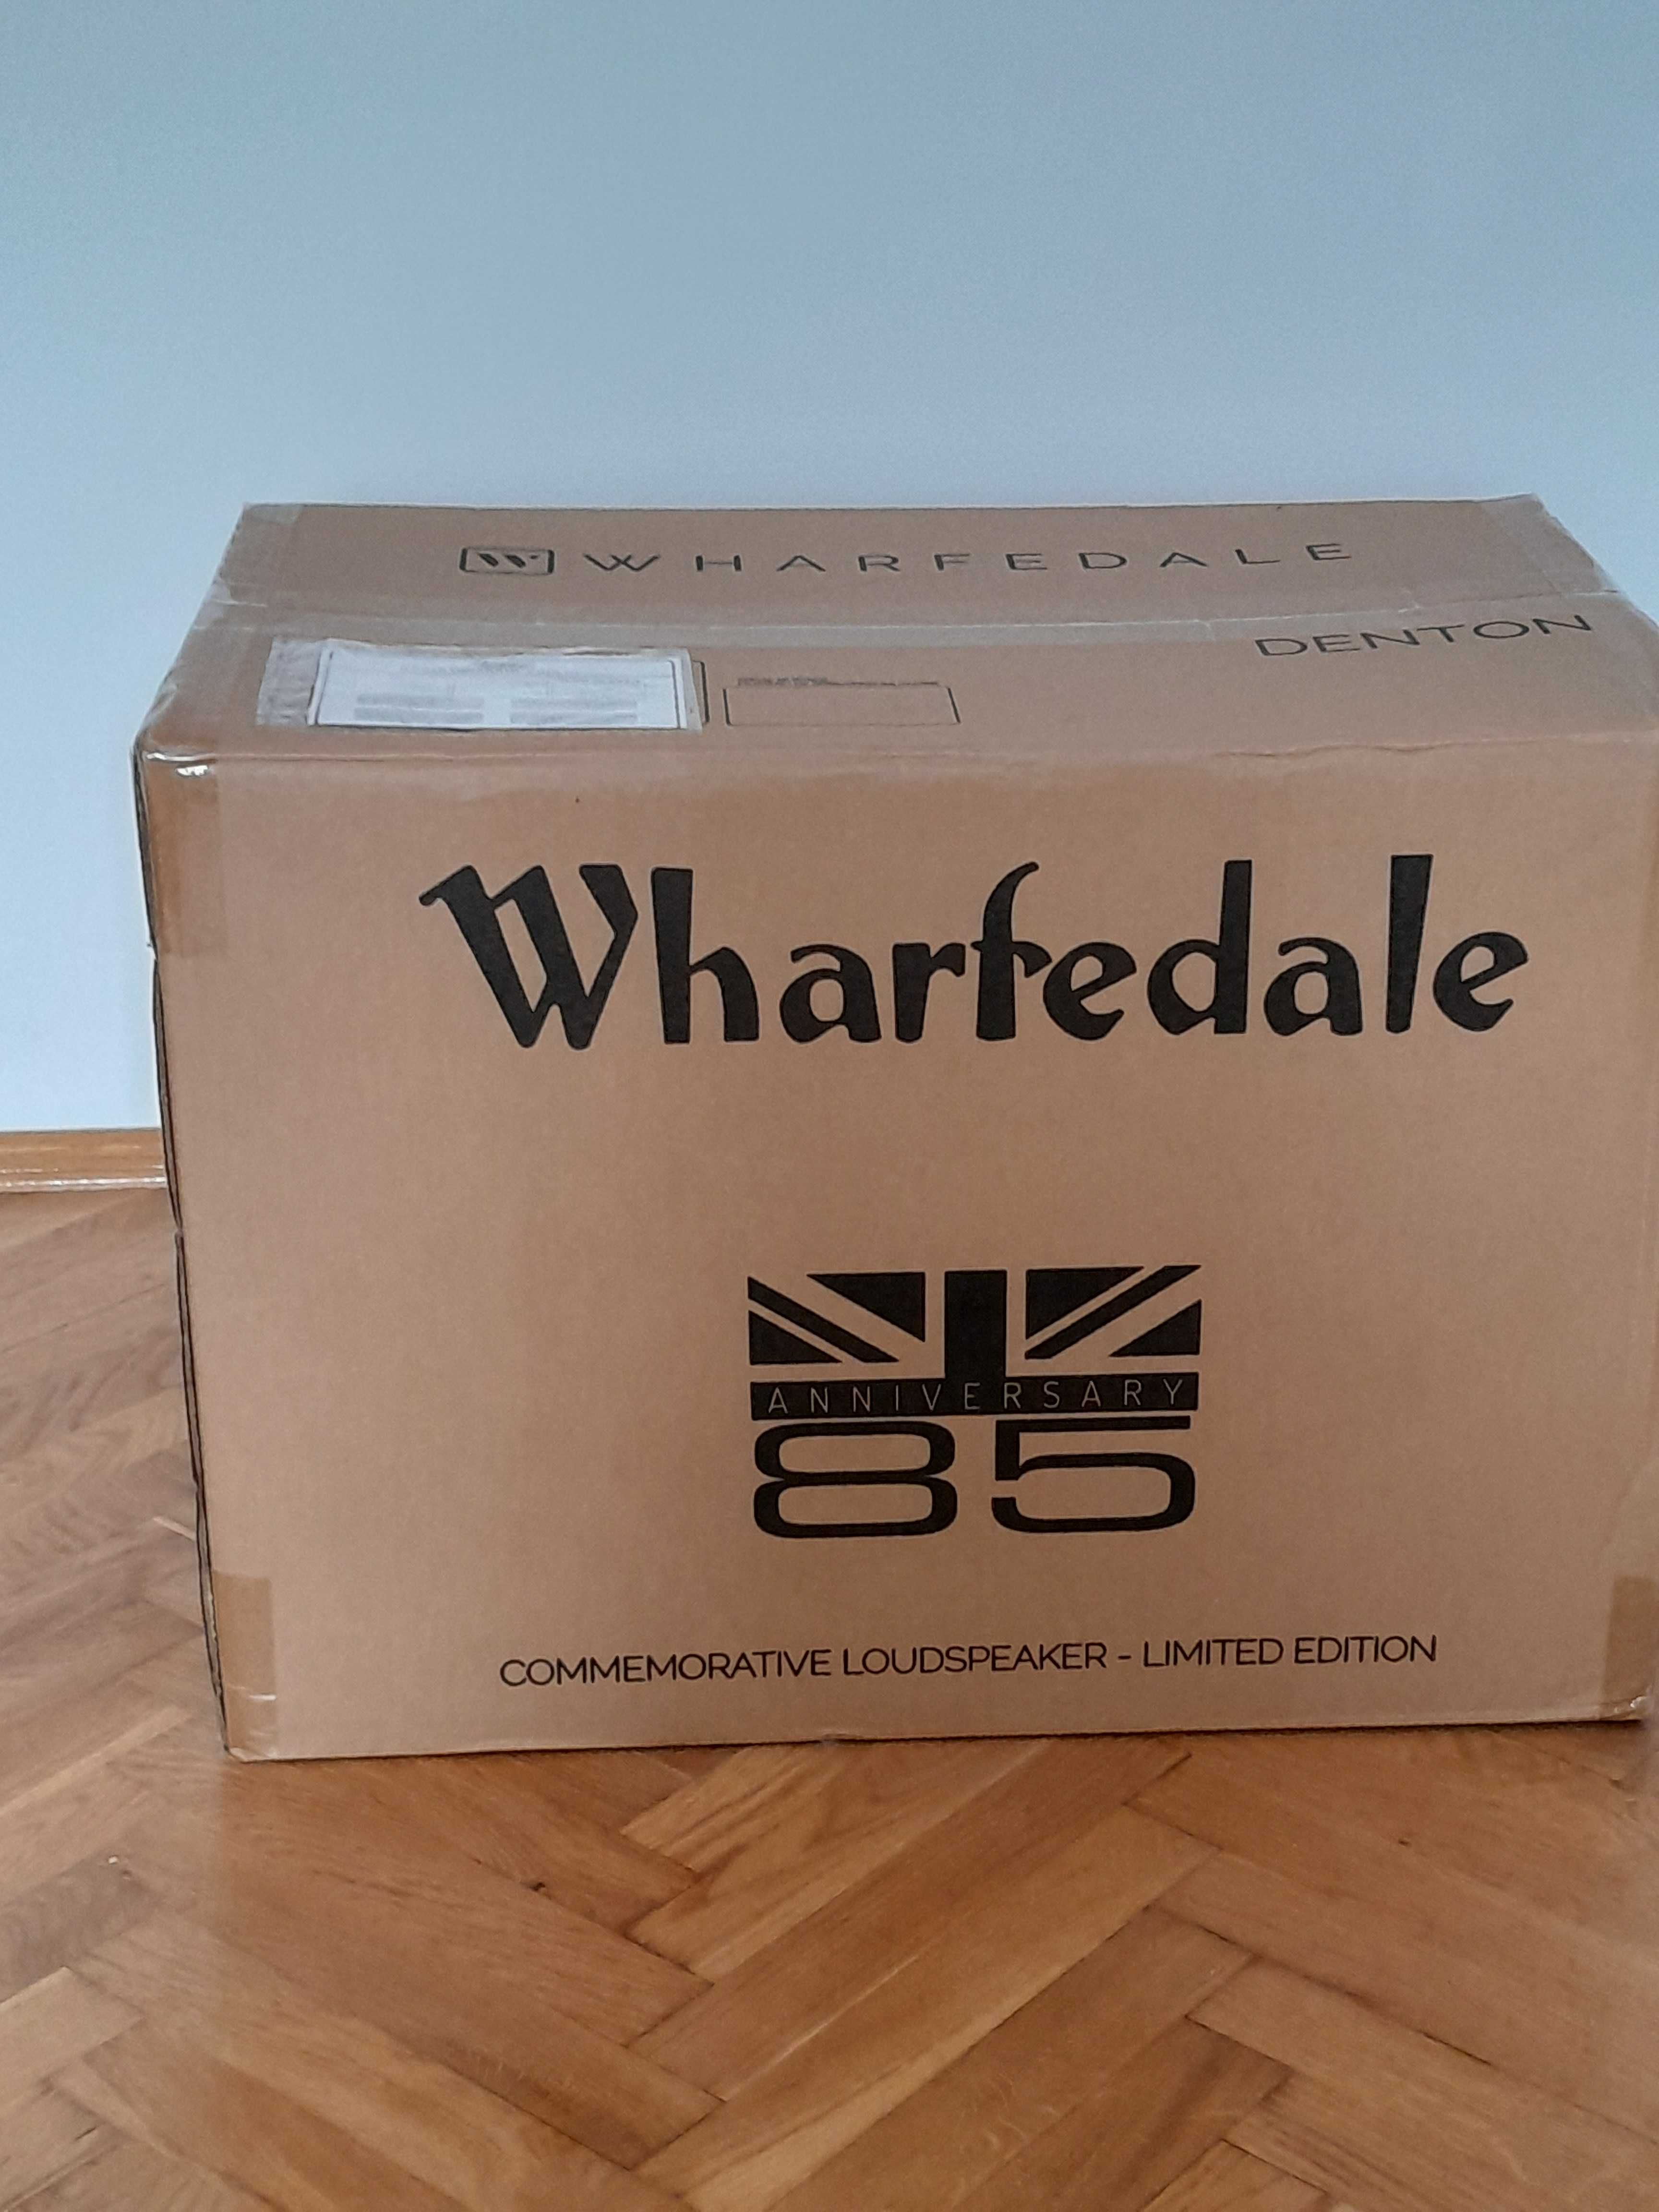 WHARFEDALE
DENTON
Wharfedale
ANNIVERSARY
85
COMMEMORATIVE LOUDSPEAKER - LIMITED EDITION